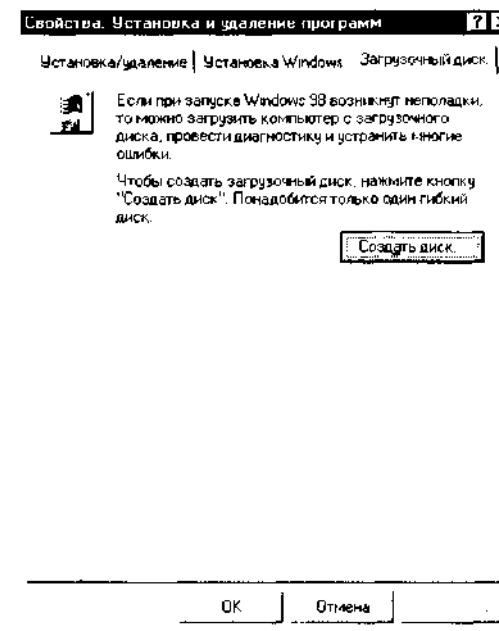 Свойства. Установка и удаление программ
Установка/удаление Установка Windows Загрузочный диск
Если при запуске Windows 98 возникнут неполадки,
то можно загрузить компьютер с загрузочного
диска, провести диагностику и устранить многие
ошибки.
Чтобы создать загрузочный диск, нажмите кнопку
"Создать диск". Понадобится только один гибкий
диск.
Создать диск.
OK Отмена